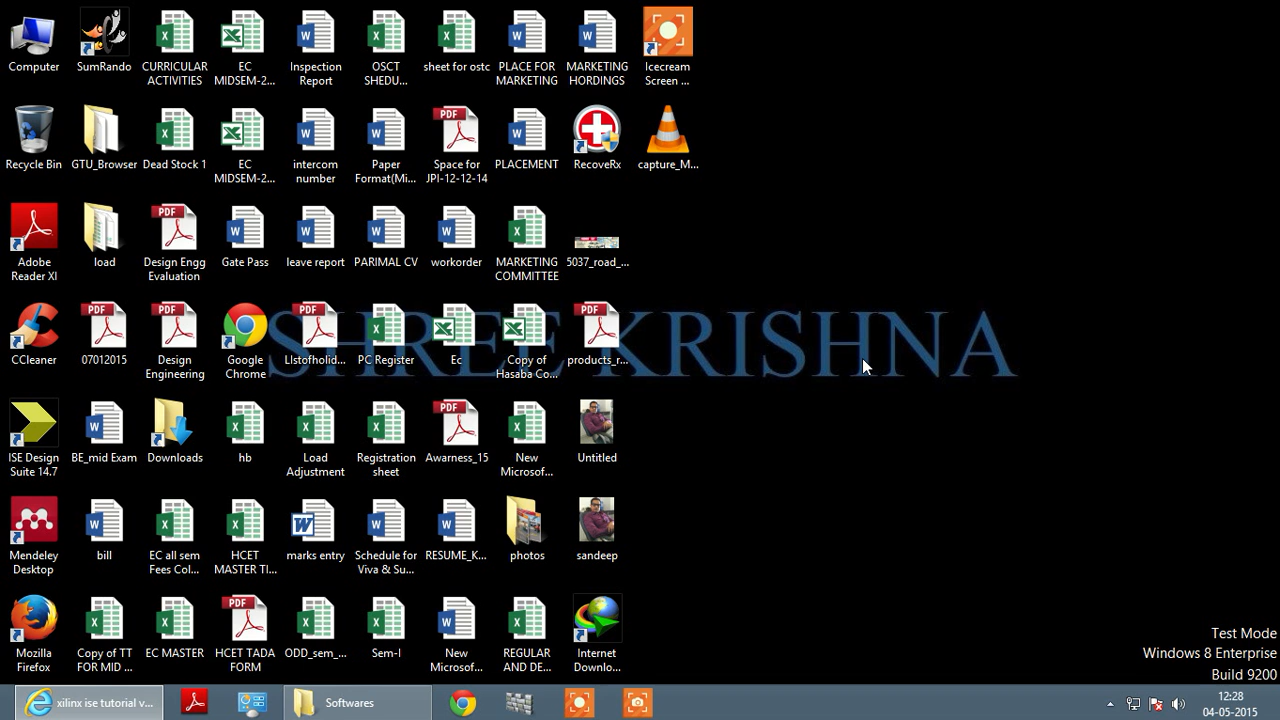 Computer
SumRando
CURRICULAR
ACTIVITIES
EC
MIDSEM-2...
Inspection
Report
OSCT
SHEDU...
sheet for ostc
PLACE FOR
MARKETING
MARKETING
HORDINGS
Icecream
Screen ...
Recycle Bin
GTU_Browser
Dead Stock 1
EC
MIDSEM-2...
intercom
number
Paper
Format(Mi...
PDF
Space for
JPI-12-12-14
PLACEMENT
RecoveRx
capture_M...
Adobe
Reader XI
load
PDF
Design Engg
Evaluation
Gate Pass
leave report
PARIMAL CV
workorder
MARKETING
COMMITTEE
5037_road_...
CCleaner
PDF
07012015
PDF
Design
Engineering
Google
Chrome
PDF
LIstofholid...
PC Register
Ec
Copy of
Hasaba Co...
PDF
products_r...
SHREE KRISHNA
ISE Design
Suite 14.7
BE_mid Exam
Downloads
hb
Load
Adjustment
Registration
sheet
PDF
Awarness_15
New
Microsof...
Untitled
Mendeley
Desktop
bill
EC all sem
Fees Col...
HCET
MASTER TI...
marks entry
Schedule for
Viva & Su...
RESUME_K...
photos
sandeep
Mozilla
Firefox
Copy of TT
FOR MID ...
EC MASTER
PDF
HCET TADA
FORM
ODD_sem_...
Sem-I
New
Microsof...
REGULAR
AND DE...
Internet
Downlo...
Test Mode
Windows 8 Enterprise
Build 9200
xilinx ise tutorial v...
Softwares
12:28
04-05-2015